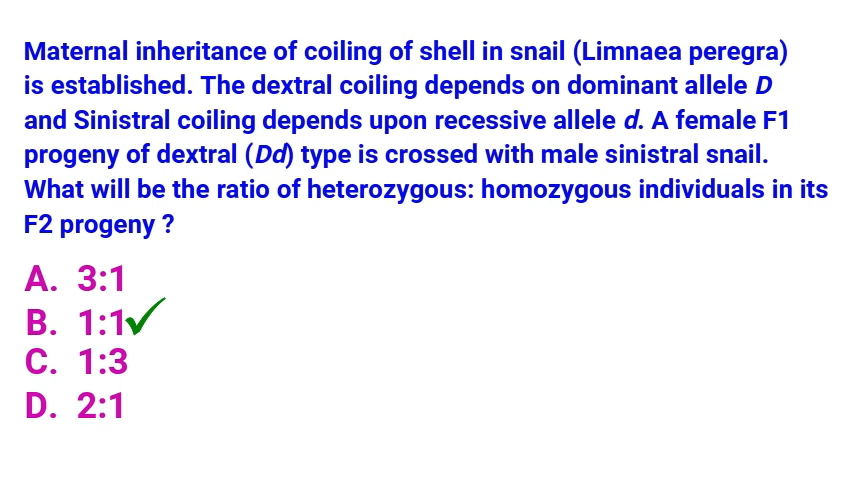 Maternal inheritance of coiling of shell in snail (Limnaea peregra)
is established. The dextral coiling depends on dominant allele D
and Sinistral coiling depends upon recessive allele d. A female F1
progeny of dextral (Dd) type is crossed with male sinistral snail.
What will be the ratio of heterozygous: homozygous individuals in its
F2 progeny ?
A. 3:1
B. 1:1
C. 1:3
D. 2:1